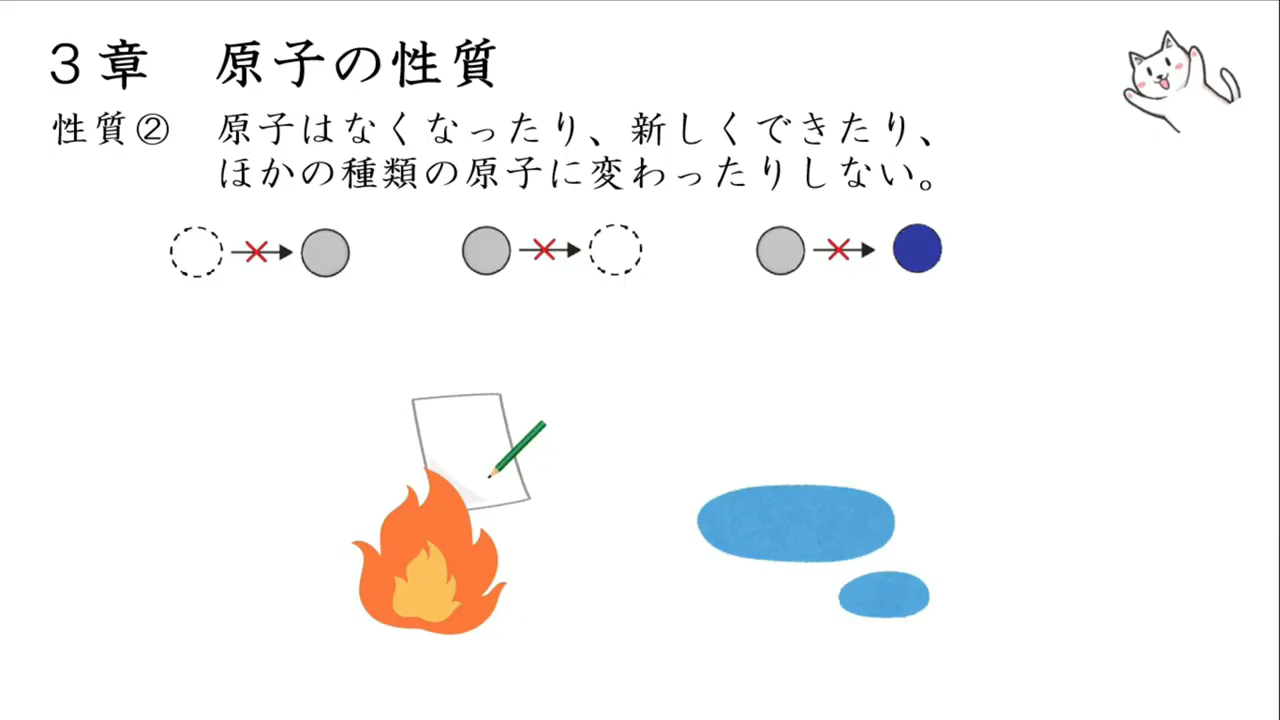 3章 原子の性質
性質② 原子はなくなったり、新しくできたり、
ほかの種類の原子に変わったりしない。